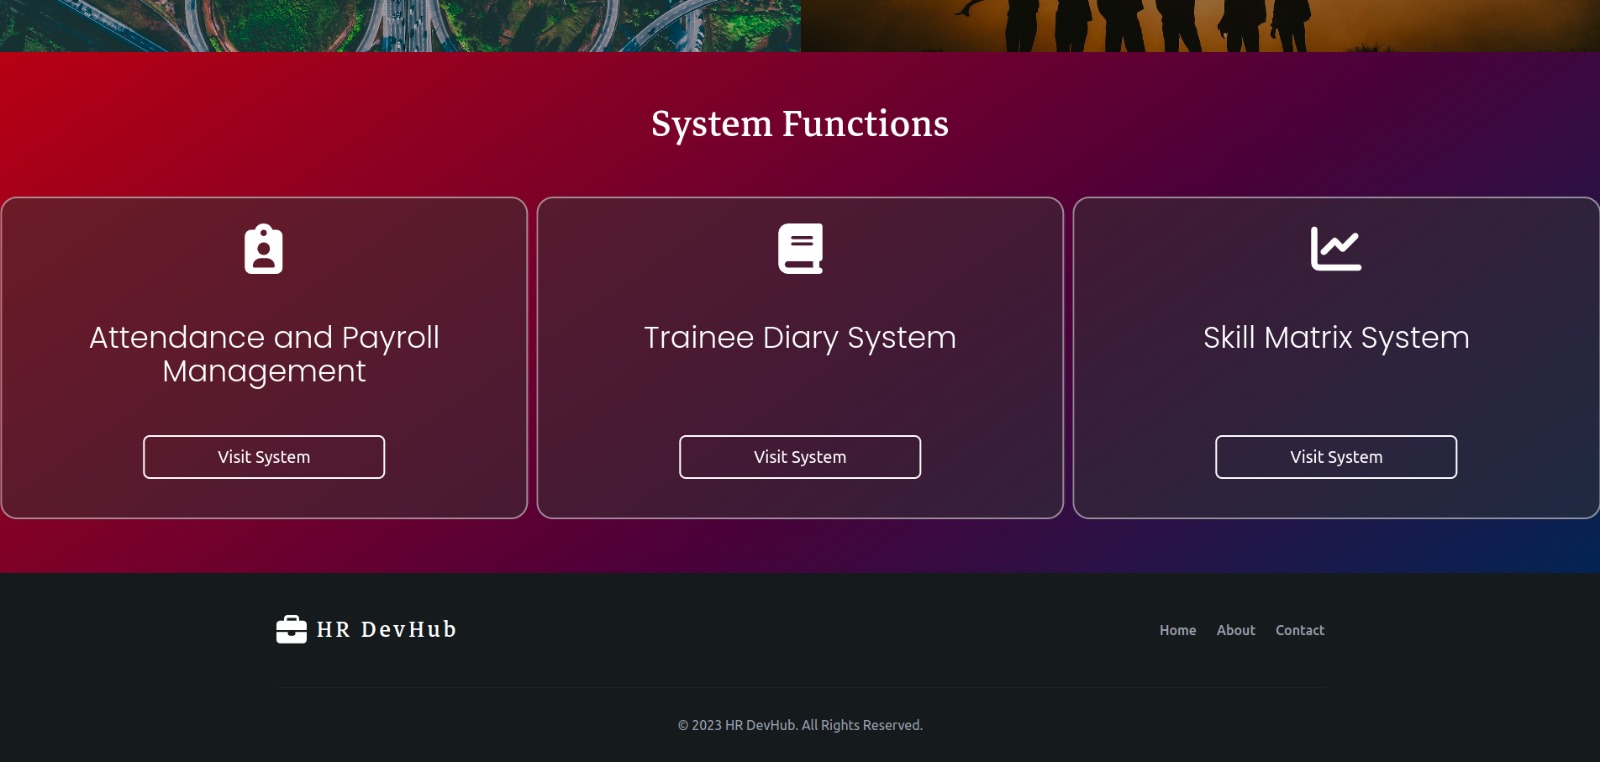 System Functions
Attendance and Payroll
Management
Visit System
Trainee Diary System
Visit System
Skill Matrix System
Visit System
HR DevHub
Home About Contact
© 2023 HR DevHub. All Rights Reserved.